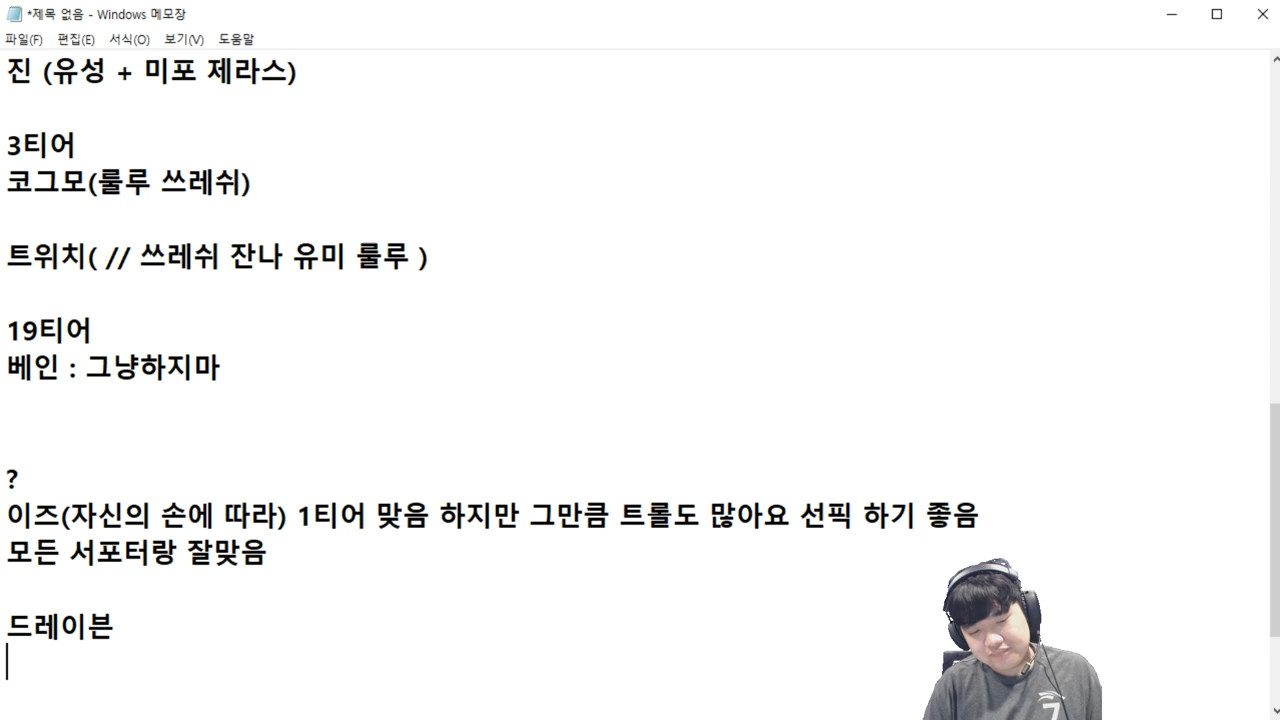 *제목 없음 - Windows 메모장
파일(F) 편집(E) 서식(O) 보기(V) 도움말
진 (유성 + 미포 제라스)
3티어
코그모(룰루 쓰레쉬)
트위치( // 쓰레쉬 잔나 유미 룰루 )
19티어
베인 : 그냥하지마
?
이즈(자신의 손에 따라) 1티어 맞음 하지만 그만큼 트롤도 많아요 선픽 하기 좋음
모든 서포터랑 잘맞음
드레이븐
7